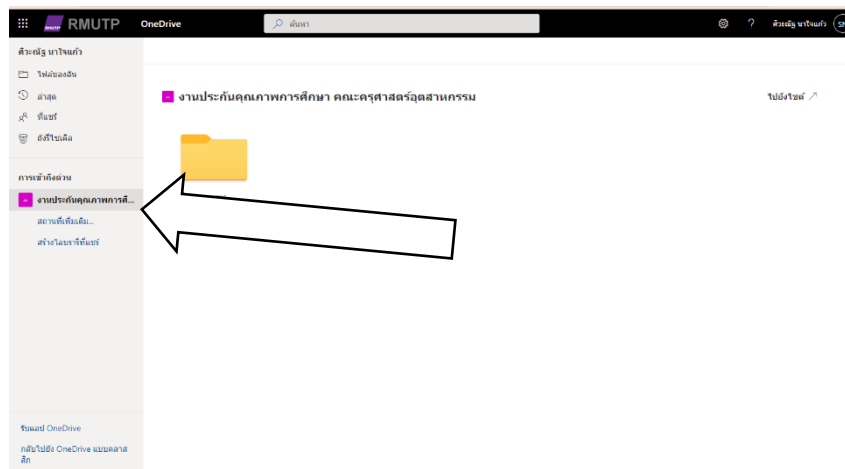 RMUTP OneDrive ค้นหา ? ศิวะณัฐ นาใจแก้ว
ศิวะณัฐ นาใจแก้ว
ไฟล์ของฉัน
ล่าสุด
ที่แชร์
ถังรีไซเคิล
การเข้าถึงด่วน
งานประกันคุณภาพการศึ...
สถานที่เพิ่มเติม...
สร้างไลบรารีที่แชร์
งานประกันคุณภาพการศึกษา คณะครุศาสตร์อุตสาหกรรม
ไปยังไซต์
รับแอป OneDrive
กลับไปยัง OneDrive แบบคลาส
สิก